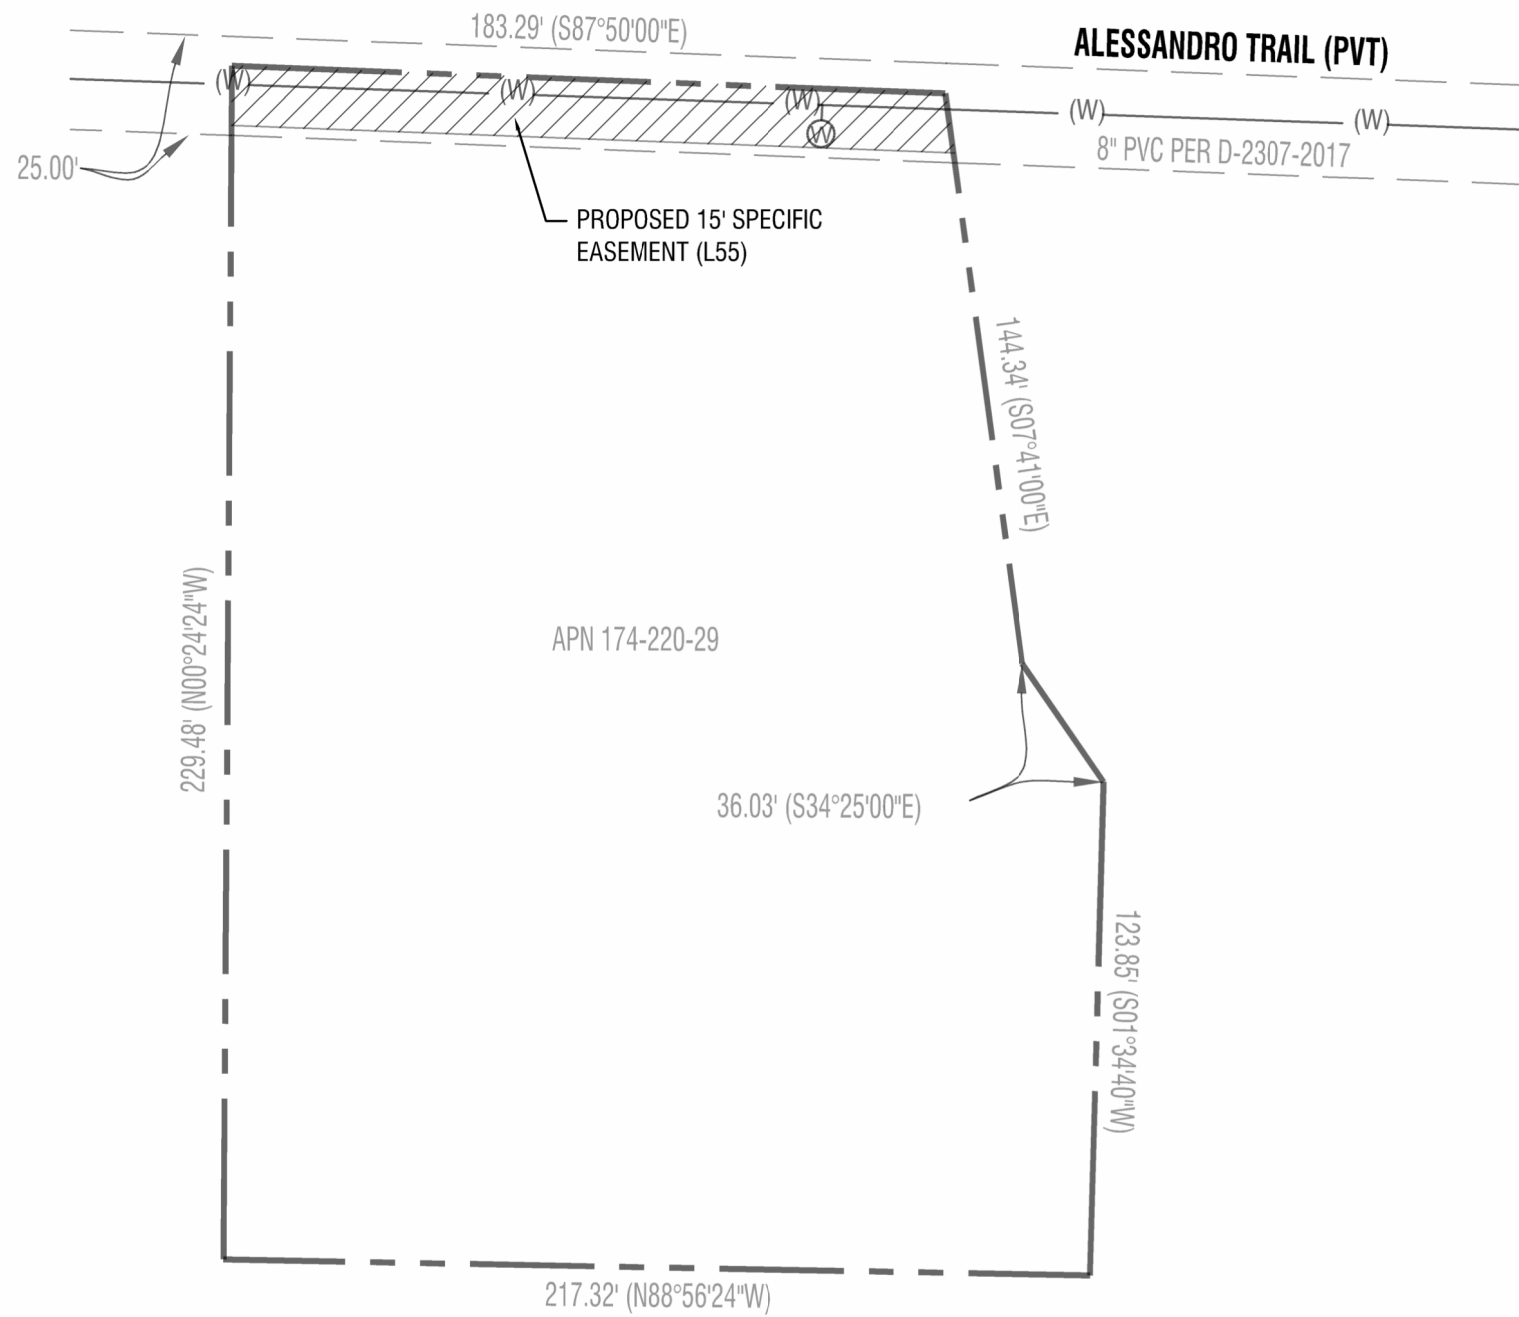 183.29' (S87°50'00"E)
ALESSANDRO TRAIL (PVT)
(W)
(W)
(W)
(W)
(W)
W
8" PVC PER D-2307-2017
25.00'
PROPOSED 15' SPECIFIC
EASEMENT (L55)
144.34' (S07°41'00"E)
229.48' (N00°24'24"W)
APN 174-220-29
36.03' (S34°25'00"E)
123.85' (S01°34'40"W)
217.32' (N88°56'24"W)